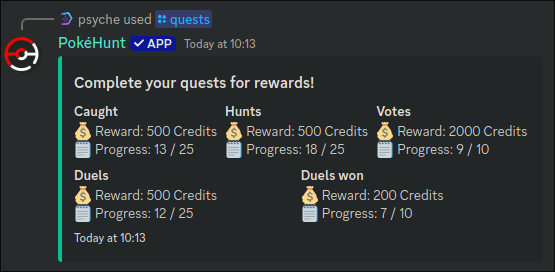 psyche used quests
PokéHunt ✓ APP Today at 10:13
Complete your quests for rewards!
Caught Hunts Votes
Reward: 500 Credits Reward: 500 Credits Reward: 2000 Credits
Progress: 13 / 25 Progress: 18 / 25 Progress: 9 / 10
Duels Duels won
Reward: 500 Credits Reward: 200 Credits
Progress: 12 / 25 Progress: 7 / 10
Today at 10:13